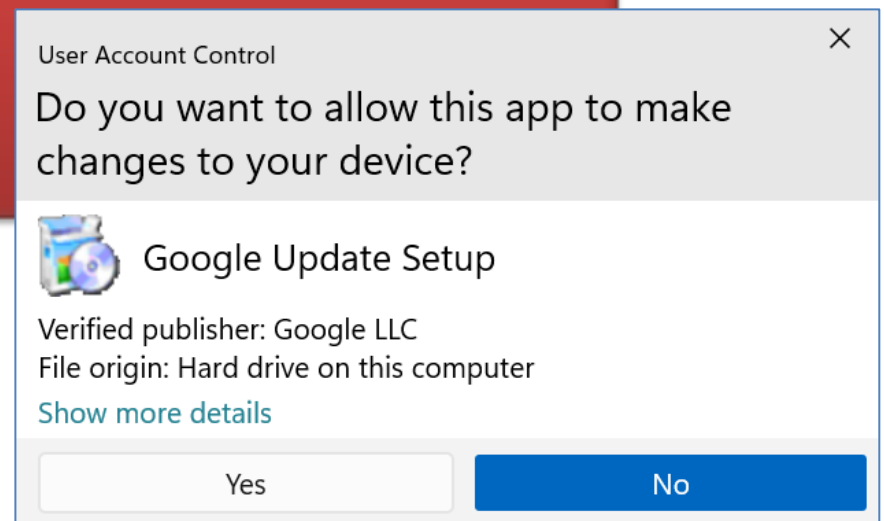 User Account Control
Do you want to allow this app to make
changes to your device?
Google Update Setup
Verified publisher: Google LLC
File origin: Hard drive on this computer
Show more details
Yes
No